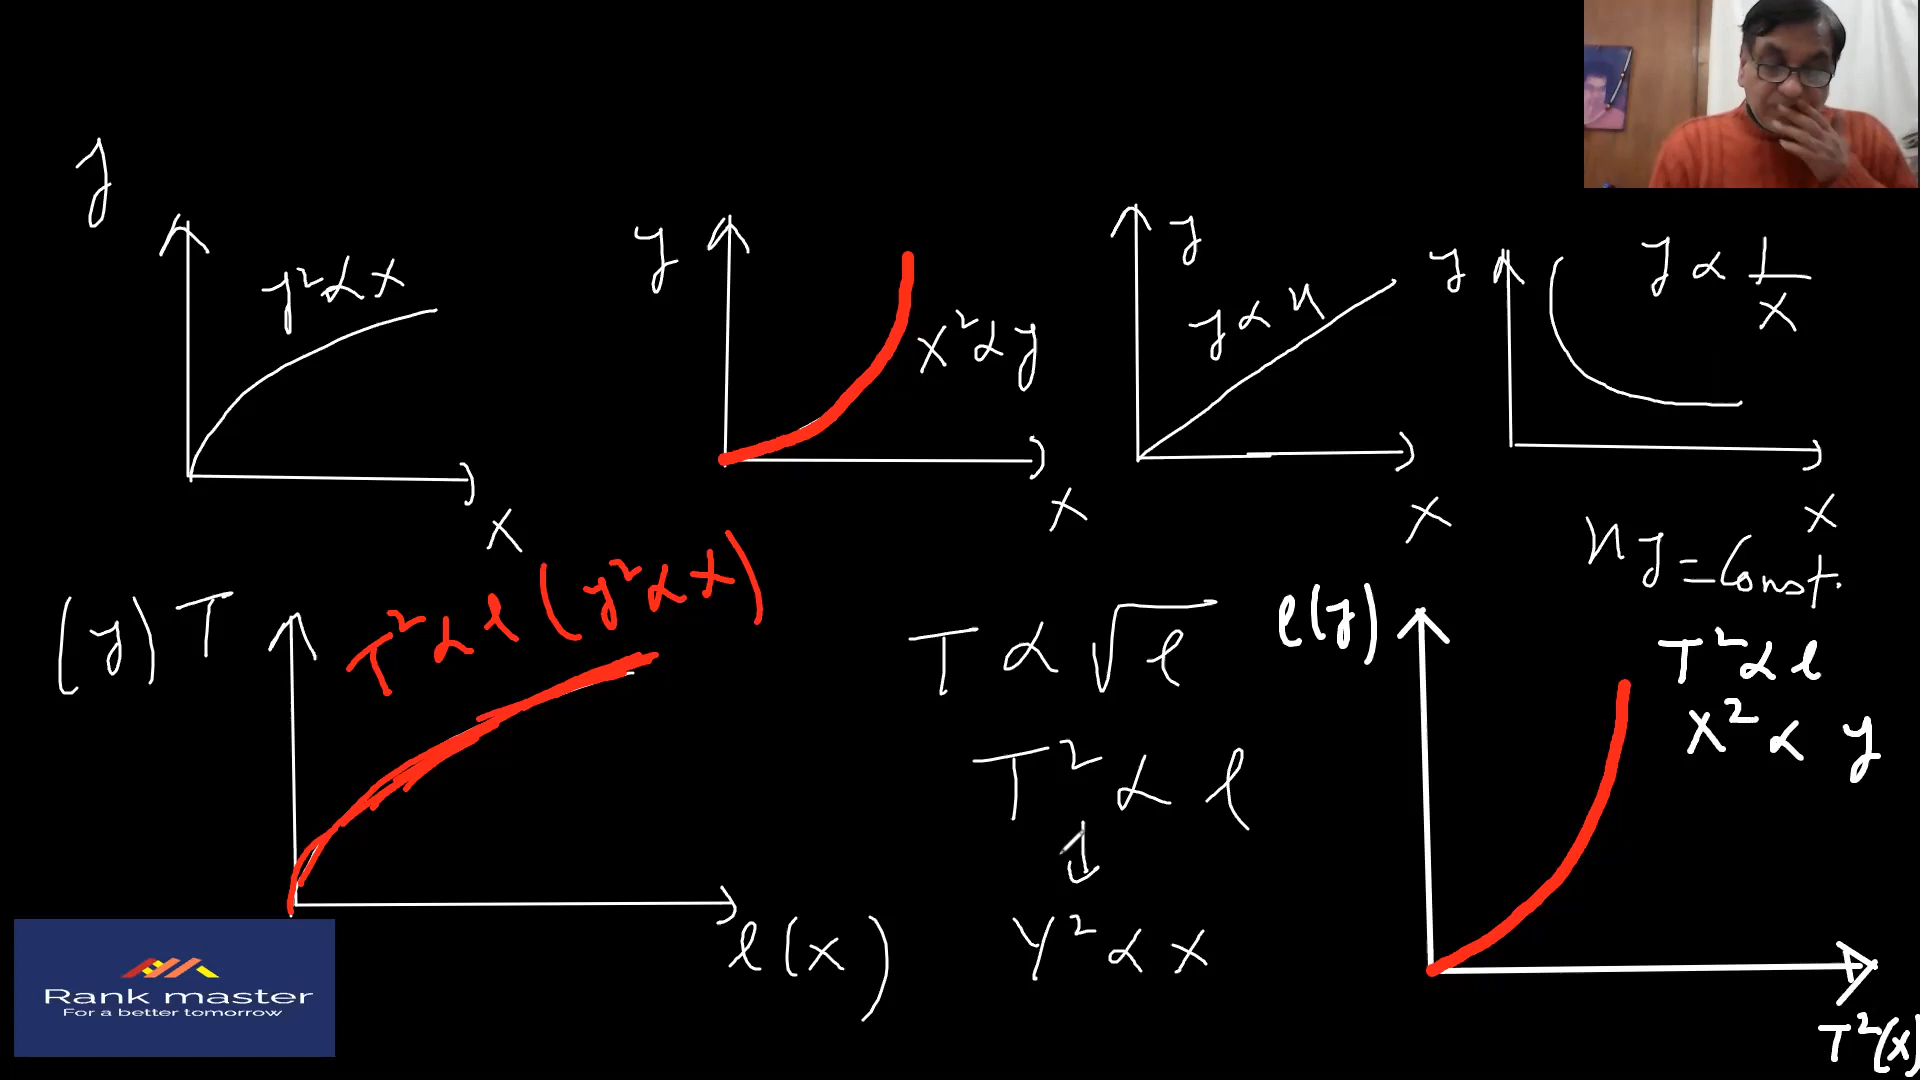 y
y² α x
x
y
x² α y
x
y
y α x
x
y
y α 1/x
x
xy = Const.
(y) T
T² α l (y² α x)
l (x)
T α √l
T² α l
↓
Y² α x
l(y)
T² α l
x² α y
T²(x)
Rank master
For a better tomorrow